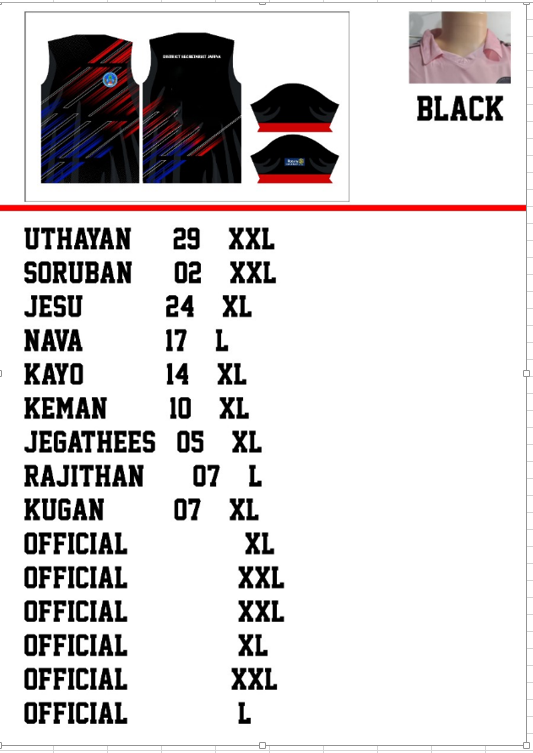 DISTRICT SECRETARIAT JAFFNA
BLACK
UTHAYAN 29 XXL
SORUBAN 02 XXL
JESU 24 XL
NAVA 17 L
KAYO 14 XL
KEMAN 10 XL
JEGATHEES 05 XL
RAJITHAN 07 L
KUGAN 07 XL
OFFICIAL XL
OFFICIAL XXL
OFFICIAL XXL
OFFICIAL XL
OFFICIAL XXL
OFFICIAL L